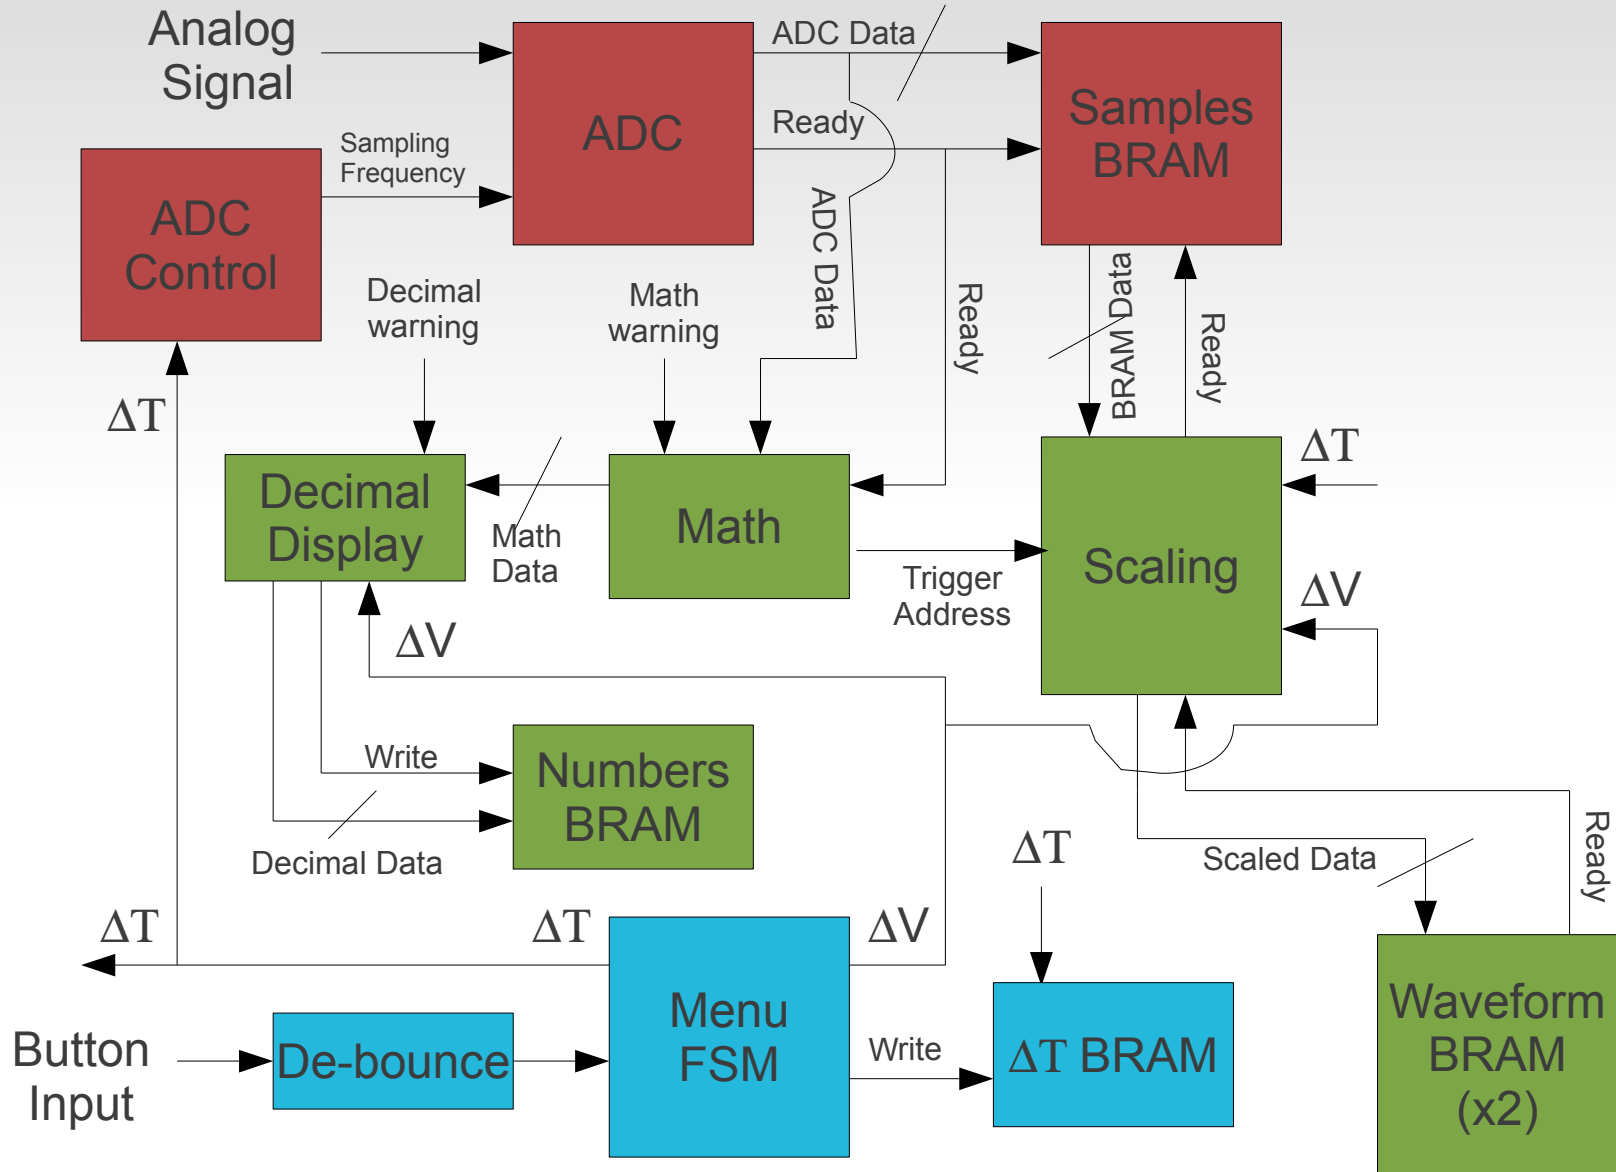 Analog
Signal
ADC Data
Ready
ADC
Samples
BRAM
Sampling
Frequency
ADC
Control
ADC Data
Ready
BRAM Data
Ready
Decimal
warning
Math
warning
ΔT
ΔT
Decimal
Display
Math
Data
Math
Trigger
Address
Scaling
ΔV
ΔV
Write
Numbers
BRAM
Decimal Data
ΔT
Scaled Data
Ready
ΔT
ΔT
ΔV
Menu
FSM
Write
ΔT BRAM
Waveform
BRAM
(x2)
Button
Input
De-bounce